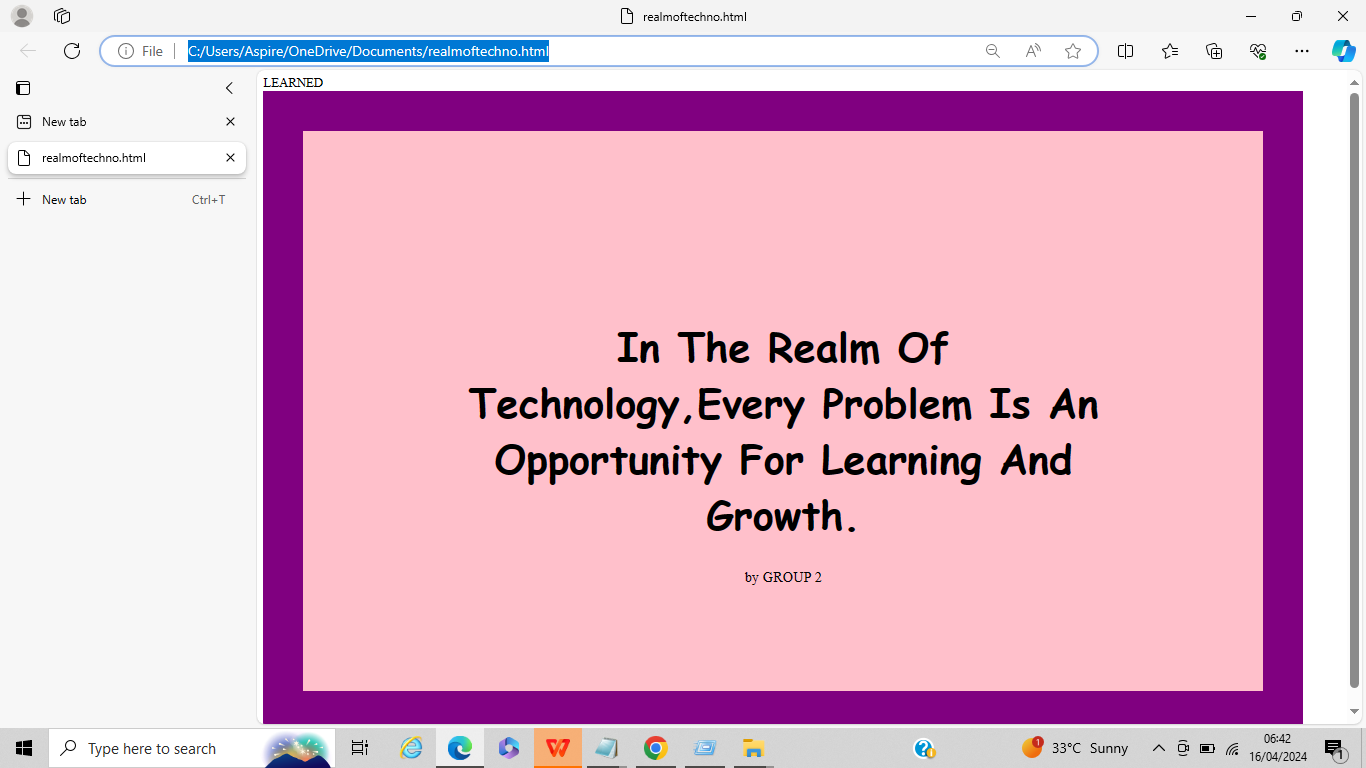 realmoftechno.html
File
C:/Users/Aspire/OneDrive/Documents/realmoftechno.html
New tab
realmoftechno.html
New tab Ctrl+T
LEARNED
In The Realm Of
Technology,Every Problem Is An
Opportunity For Learning And
Growth.
by GROUP 2
Type here to search
33°C Sunny
06:42
16/04/2024